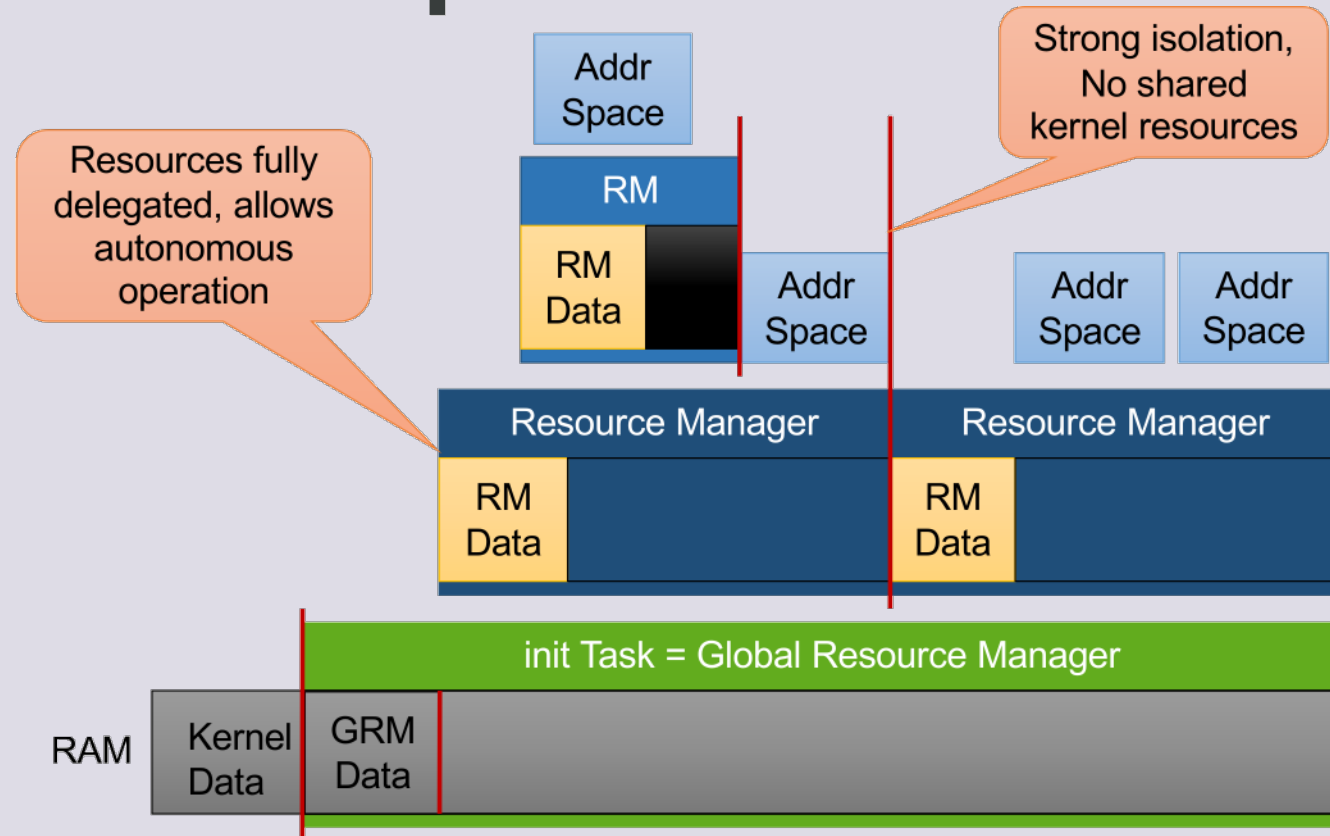 Addr
Space
Strong isolation,
No shared
kernel resources
Resources fully
delegated, allows
autonomous
operation
RM
RM
Data
Addr
Space
Addr
Space
Addr
Space
Resource Manager
Resource Manager
RM
Data
RM
Data
init Task = Global Resource Manager
RAM
Kernel
Data
GRM
Data